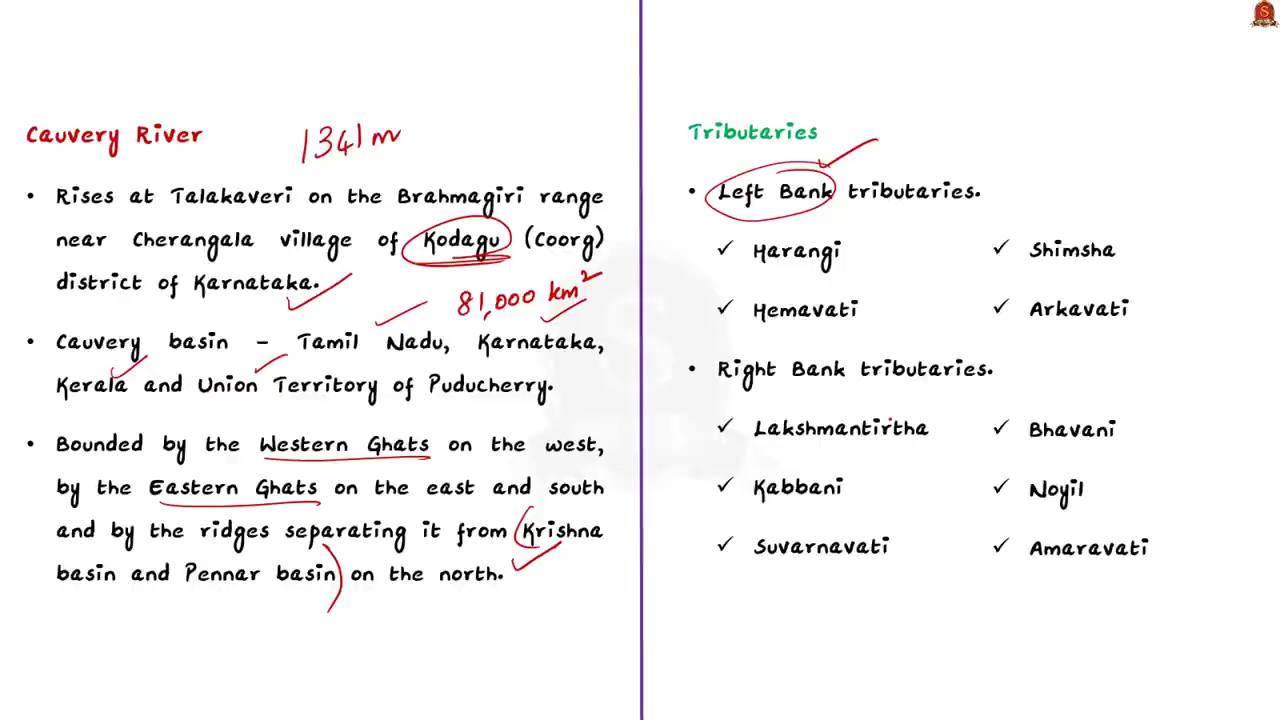 Cauvery River
1341 m
• Rises at Talakaveri on the Brahmagiri range
near Cherangala village of Kodagu (Coorg)
district of Karnataka.
81,000 km²
• Cauvery basin - Tamil Nadu, Karnataka,
Kerala and Union Territory of Puducherry.
• Bounded by the Western Ghats on the west,
by the Eastern Ghats on the east and south
and by the ridges separating it from Krishna
basin and Pennar basin on the north.
Tributaries
• Left Bank tributaries.
✓ Harangi ✓ Shimsha
✓ Hemavati ✓ Arkavati
• Right Bank tributaries.
✓ Lakshmantirtha ✓ Bhavani
✓ Kabbani ✓ Noyil
✓ Suvarnavati ✓ Amaravati
S